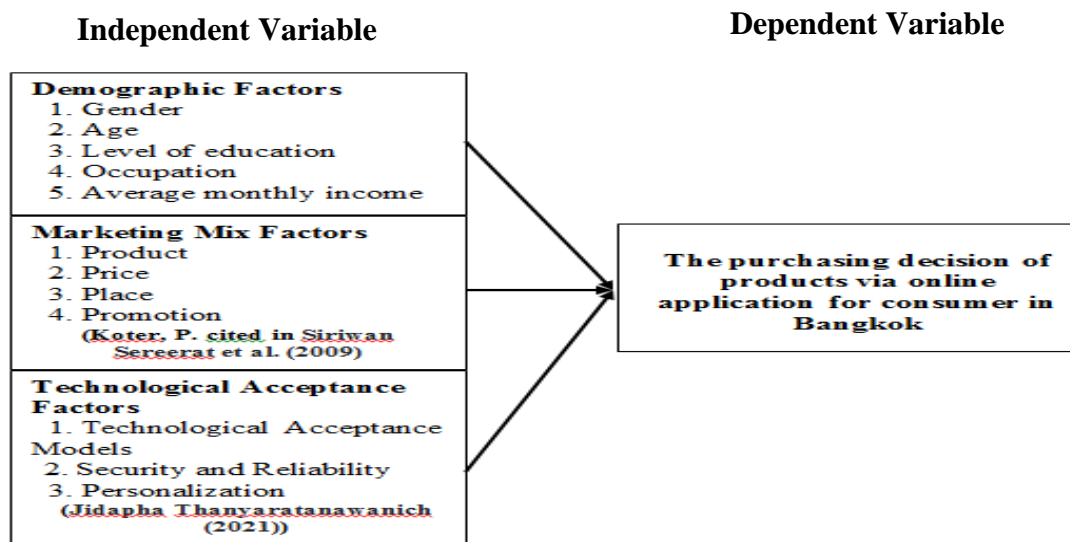 Independent Variable
Dependent Variable
Demographic Factors
1. Gender
2. Age
3. Level of education
4. Occupation
5. Average monthly income
Marketing Mix Factors
1. Product
2. Price
3. Place
4. Promotion
(Koter, P. cited in Siriwan
Sereerat et al. (2009)
Technological Acceptance
Factors
1. Technological Acceptance
Models
2. Security and Reliability
3. Personalization
(Jidapha Thanyaratanawanich
(2021))
The purchasing decision of
products via online
application for consumer in
Bangkok